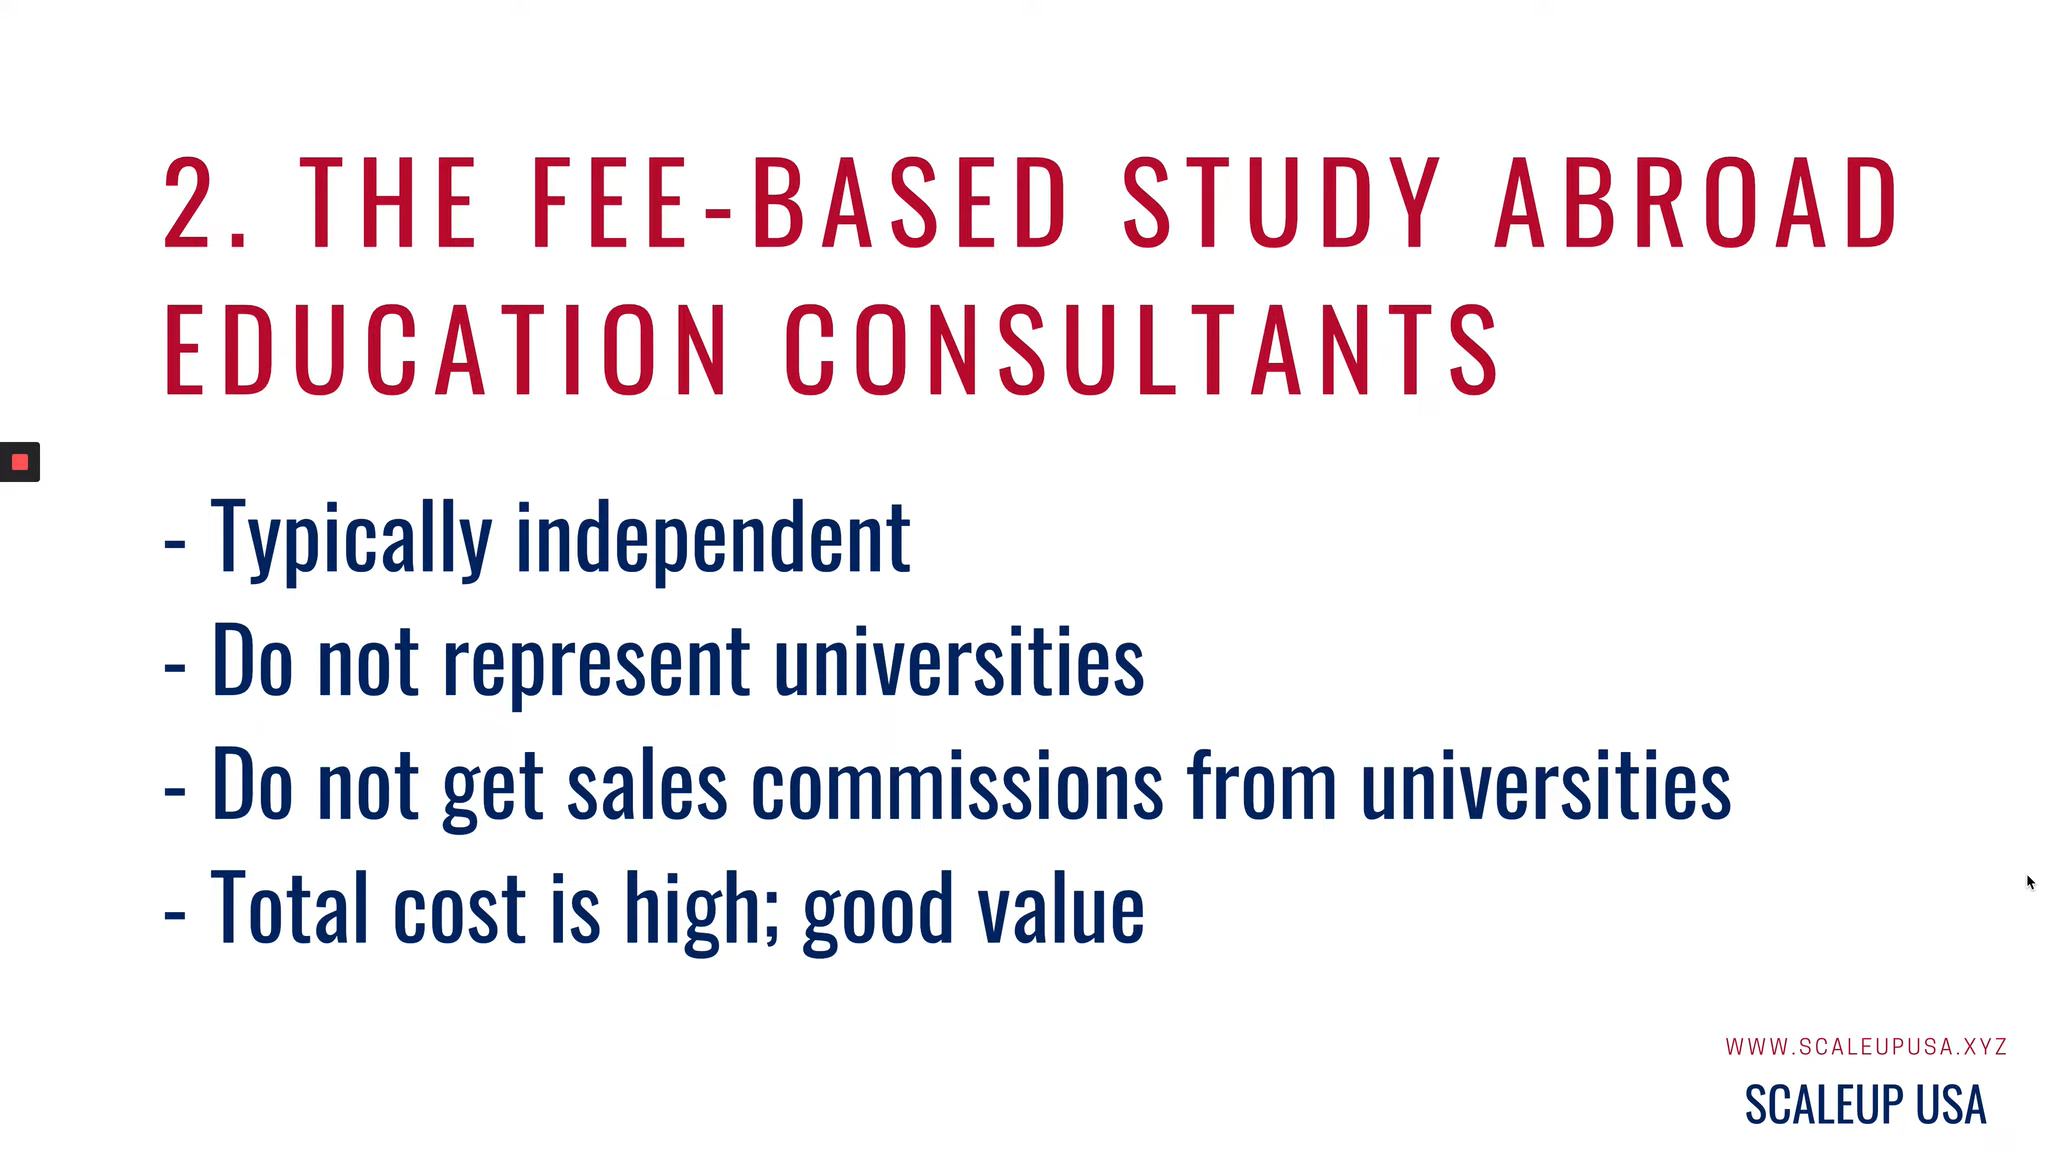 2. THE FEE-BASED STUDY ABROAD
EDUCATION CONSULTANTS
- Typically independent
- Do not represent universities
- Do not get sales commissions from universities
- Total cost is high; good value
WWW.SCALEUPUSA.XYZ
SCALEUP USA